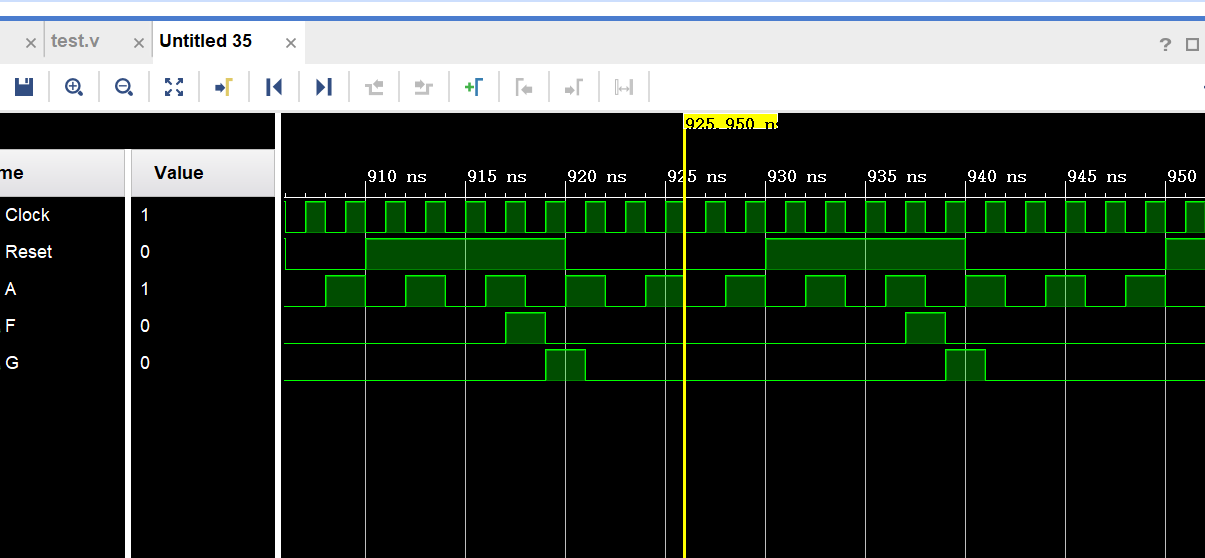 test.v
Untitled 35
?
925.950 ns
me
Value
910 ns
915 ns
920 ns
925 ns
930 ns
935 ns
940 ns
945 ns
950
Clock
1
Reset
0
A
1
F
0
G
0